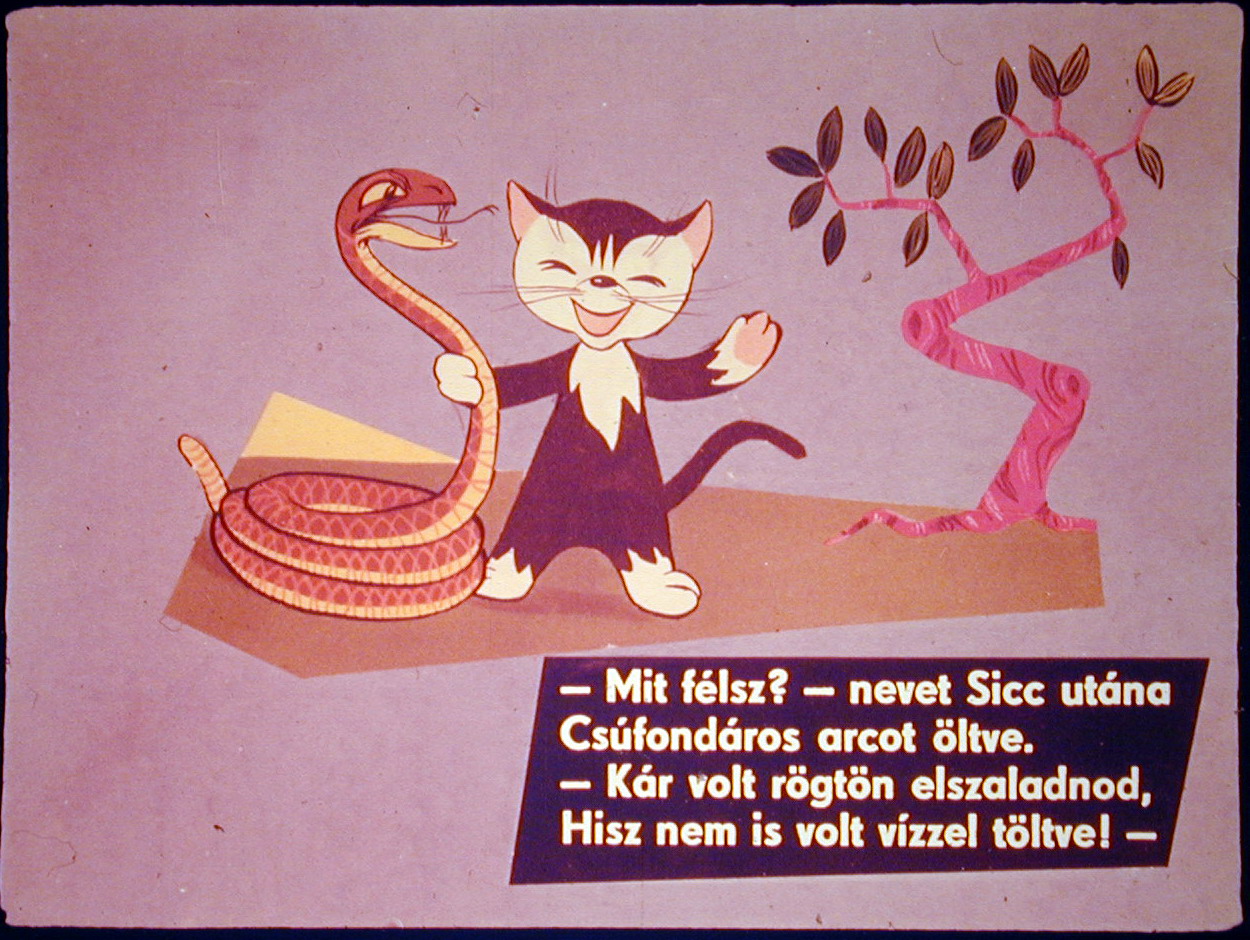 — Mit félsz? — nevet Sicc utána
Csúfondáros arcot öltve.
— Kár volt rögtön elszaladnod,
Hisz nem is volt vízzel töltve! —